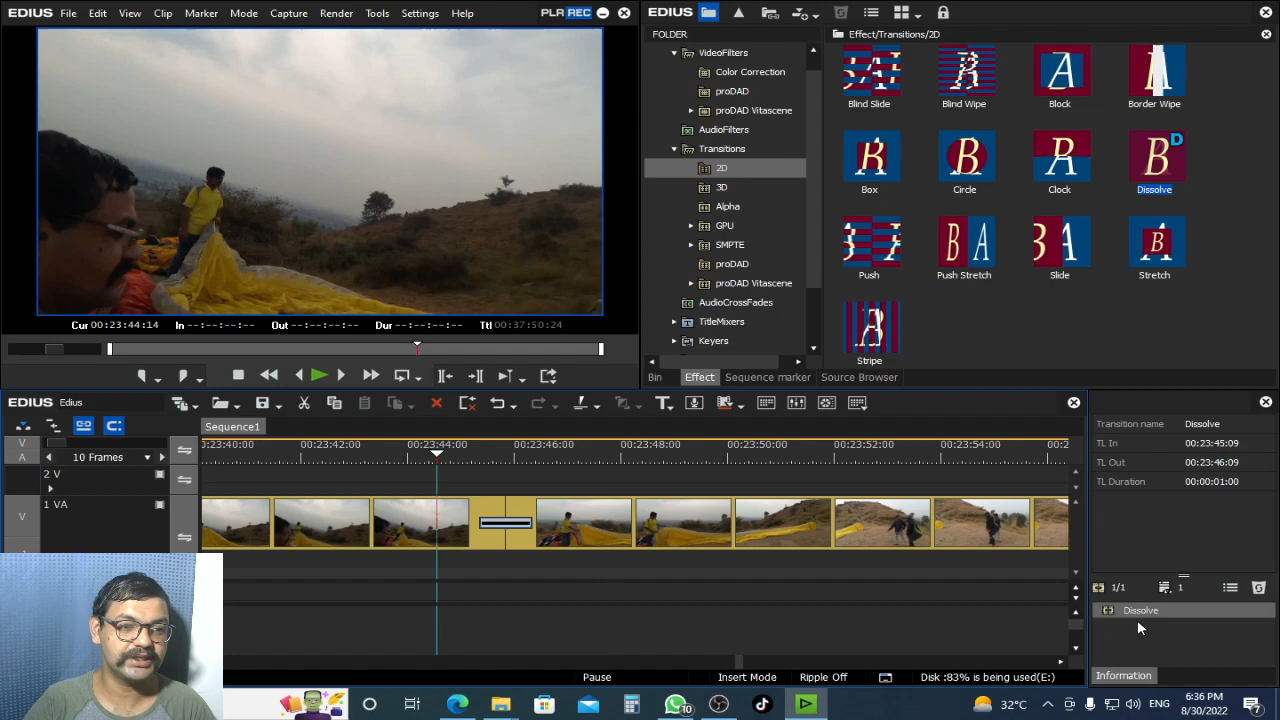 EDIUS File Edit View Clip Marker Mode Capture Render Tools Settings Help PLR REC
Cur 00:23:44:14 In --:--:--:-- Out --:--:--:-- Dur --:--:--:-- Ttl 00:37:50:24
EDIUS
FOLDER
VideoFilters
Color Correction
proDAD
proDAD Vitascene
AudioFilters
Transitions
2D
3D
Alpha
GPU
SMPTE
proDAD
proDAD Vitascene
AudioCrossFades
TitleMixers
Keyers
Effect/Transitions/2D
Blind Slide Blind Wipe Block Border Wipe
Box Circle Clock Dissolve
Push Push Stretch Slide Stretch
Stripe
Bin Effect Sequence marker Source Browser
EDIUS Edius
Sequence1
V
A
10 Frames
0:23:40:00 00:23:42:00 00:23:44:00 00:23:46:00 00:23:48:00 00:23:50:00 00:23:52:00 00:23:54:00 00:2
2 V
1 VA
V
Transition name Dissolve
TL In 00:23:45:09
TL Out 00:23:46:09
TL Duration 00:00:01:00
1/1 1
Dissolve
Information
Pause Insert Mode Ripple Off Disk :83% is being used(E:)
10
32°C ENG 6:36 PM
8/30/2022